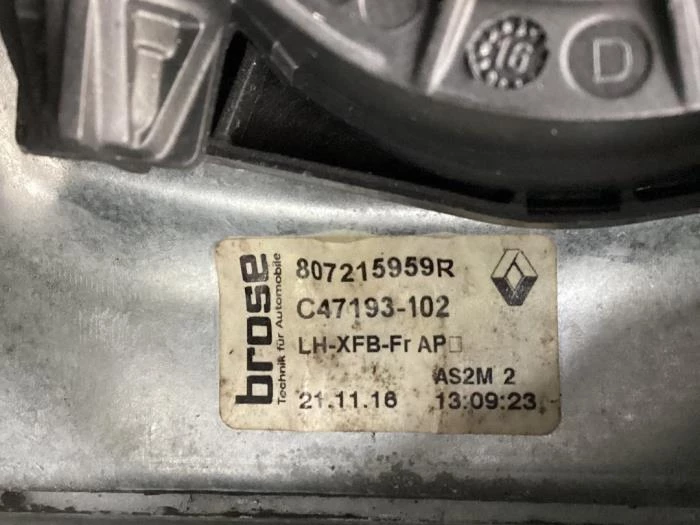 16
D
brose
Technik für Automobile
807215959R
C47193-102
LH-XFB-Fr AP□
AS2M 2
21.11.16 13:09:23